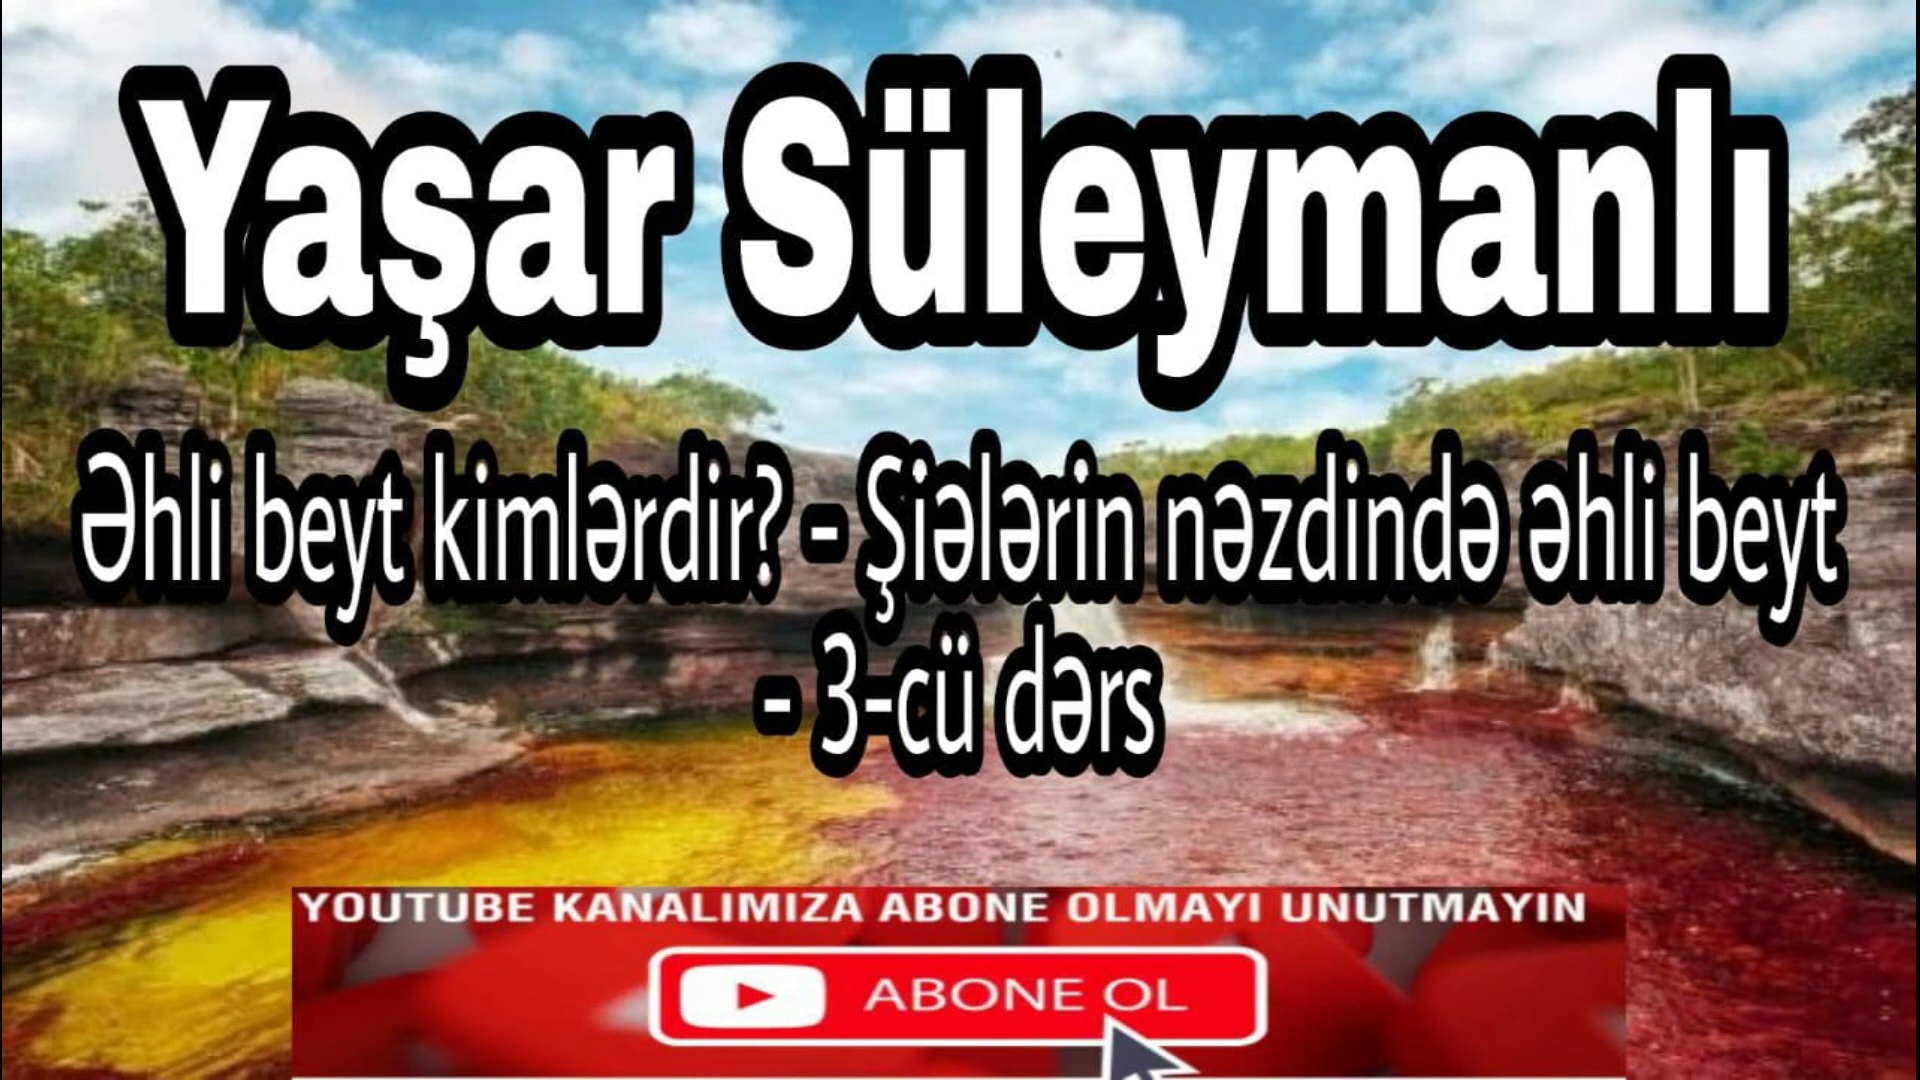 Yaşar Süleymanlı
Əhli beyt kimlərdir? - Şiələrin nəzdində əhli beyt
- 3-cü dərs
YOUTUBE KANALIMIZA ABONE OLMAYI UNUTMAYIN
ABONE OL